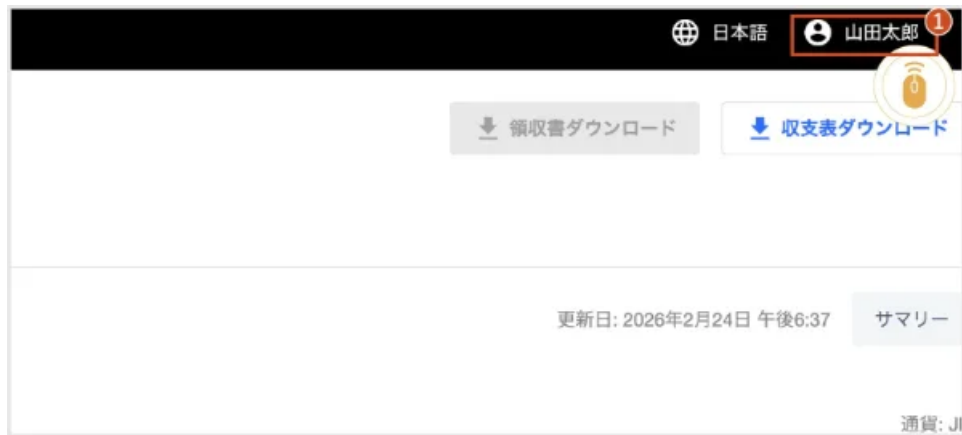 日本語 山田太郎 1
領収書ダウンロード 収支表ダウンロード
更新日: 2026年2月24日 午後6:37 サマリー
通貨: